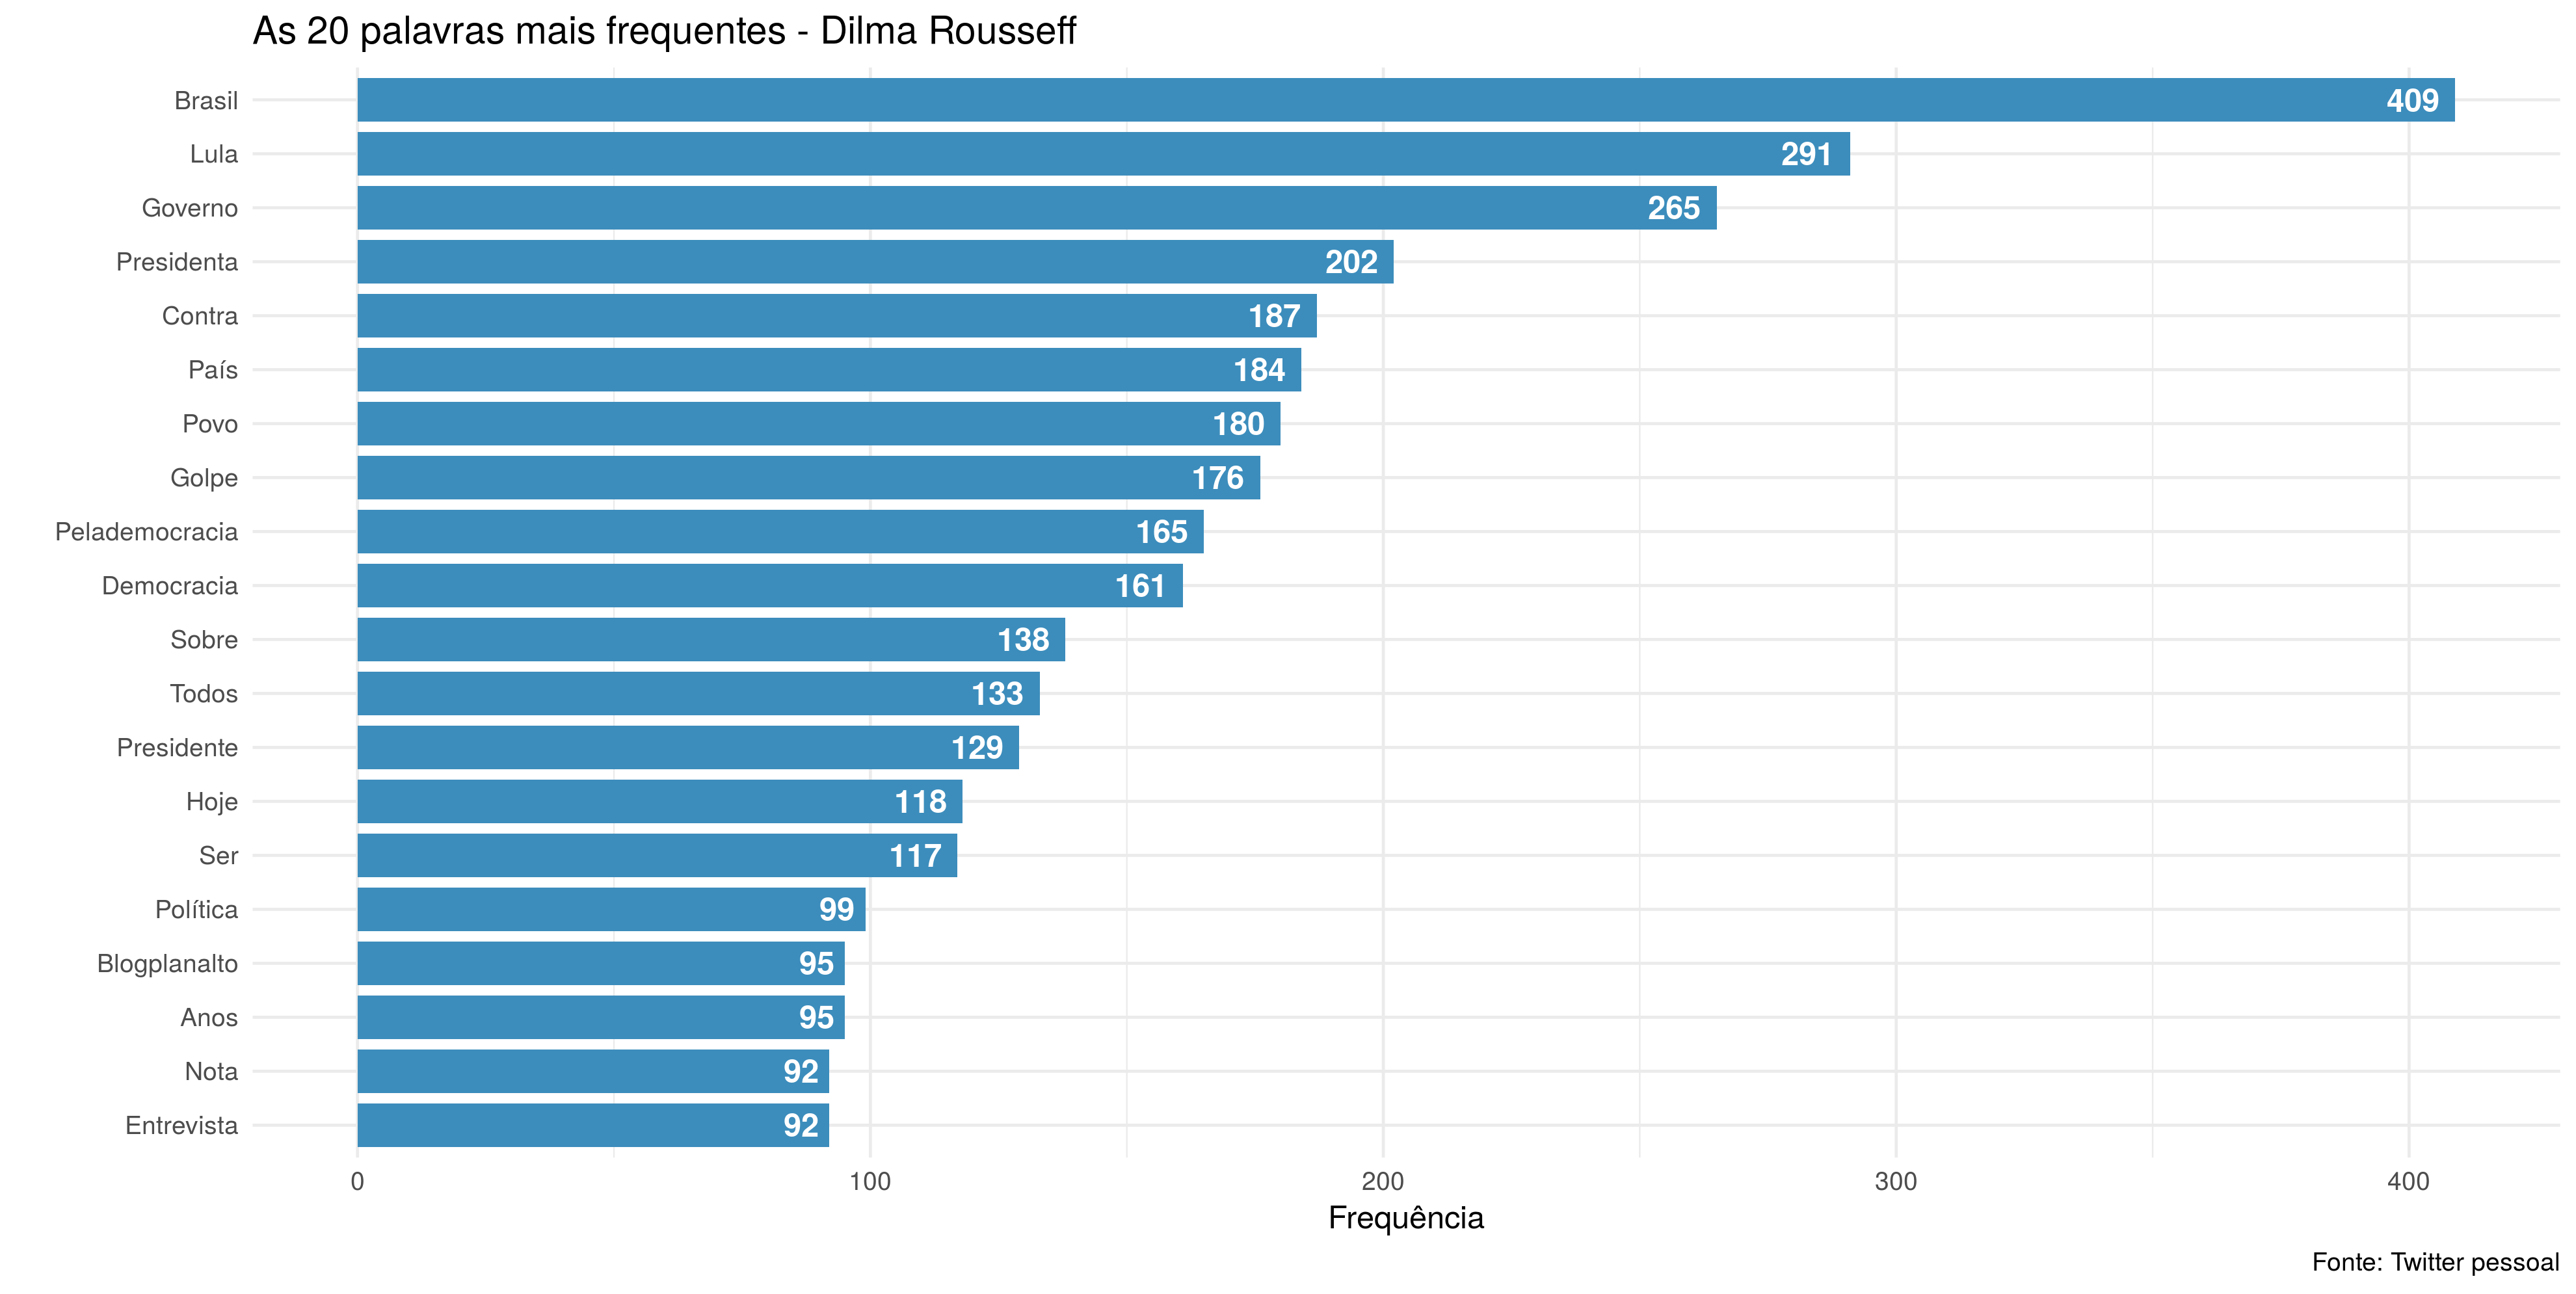 As 20 palavras mais frequentes - Dilma Rousseff
Brasil 409
Lula 291
Governo 265
Presidenta 202
Contra 187
País 184
Povo 180
Golpe 176
Pelademocracia 165
Democracia 161
Sobre 138
Todos 133
Presidente 129
Hoje 118
Ser 117
Política 99
Blogplanalto 95
Anos 95
Nota 92
Entrevista 92
0 100 200 300 400
Frequência
Fonte: Twitter pessoal